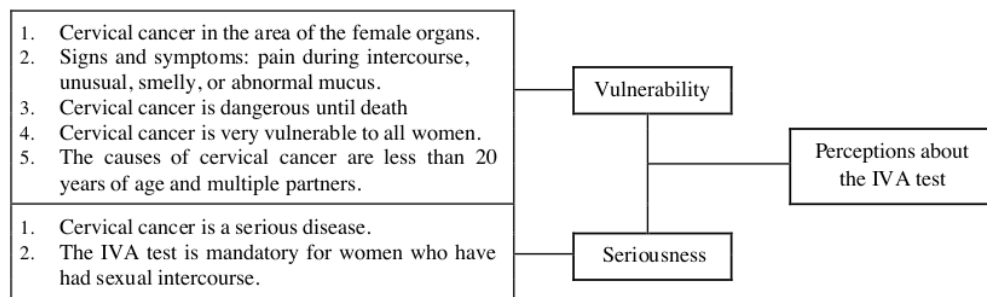 1. Cervical cancer in the area of the female organs.
2. Signs and symptoms: pain during intercourse,
unusual, smelly, or abnormal mucus.
3. Cervical cancer is dangerous until death
4. Cervical cancer is very vulnerable to all women.
5. The causes of cervical cancer are less than 20
years of age and multiple partners.
1. Cervical cancer is a serious disease.
2. The IVA test is mandatory for women who have
had sexual intercourse.
Vulnerability
Seriousness
Perceptions about
the IVA test